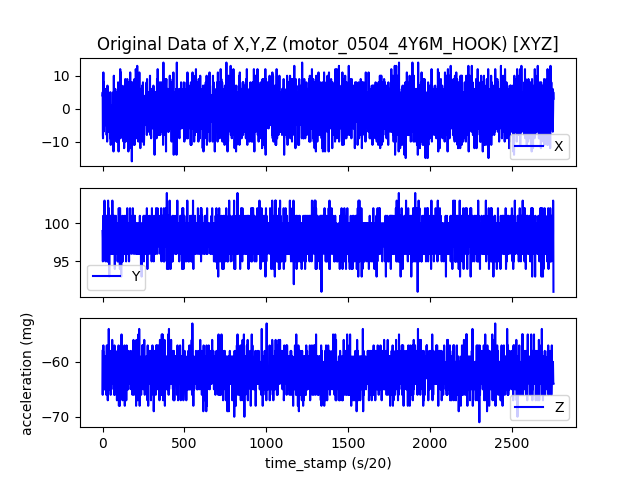 Original Data of X,Y,Z (motor_0504_4Y6M_HOOK) [XYZ]
10
0
−10
X
100
95
Y
−60
−70
Z
acceleration (mg)
0 500 1000 1500 2000 2500
time_stamp (s/20)